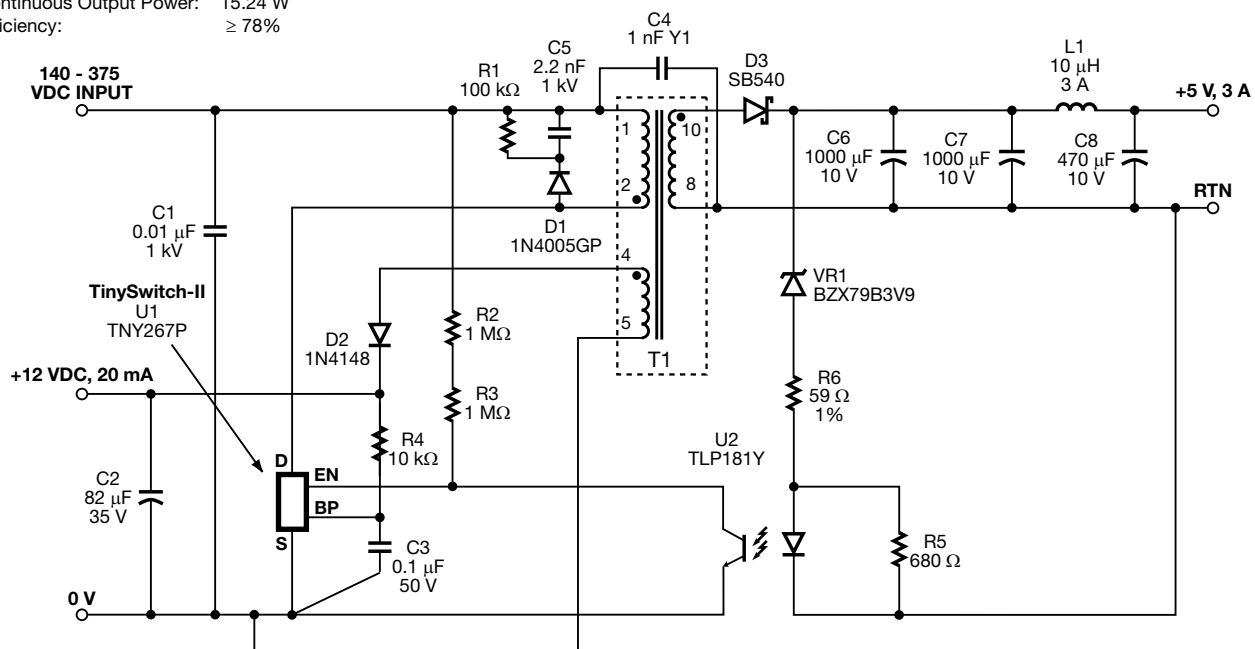 ntinuous Output Power: 15.24 W
ciency: ≥ 78%
C4
1 nF Y1
C5
2.2 nF
1 kV
R1
100 kΩ
D3
SB540
L1
10 µH
3 A
140 - 375
VDC INPUT
+5 V, 3 A
1
10
2
8
C6
1000 µF
10 V
C7
1000 µF
10 V
C8
470 µF
10 V
RTN
C1
0.01 µF
1 kV
D1
1N4005GP
4
5
T1
TinySwitch-II
U1
TNY267P
D2
1N4148
R2
1 MΩ
VR1
BZX79B3V9
+12 VDC, 20 mA
R3
1 MΩ
R6
59 Ω
1%
R4
10 kΩ
U2
TLP181Y
D
EN
BP
S
C2
82 µF
35 V
C3
0.1 µF
50 V
R5
680 Ω
0 V